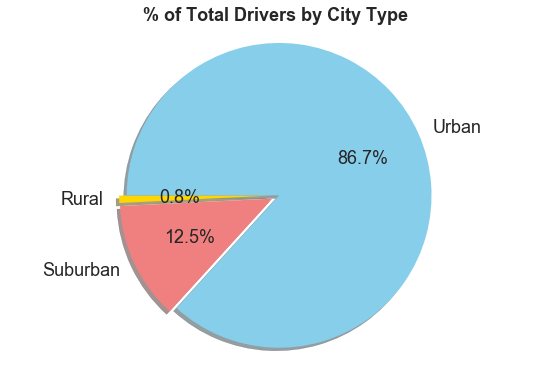 % of Total Drivers by City Type
Urban
86.7%
Rural
0.8%
12.5%
Suburban